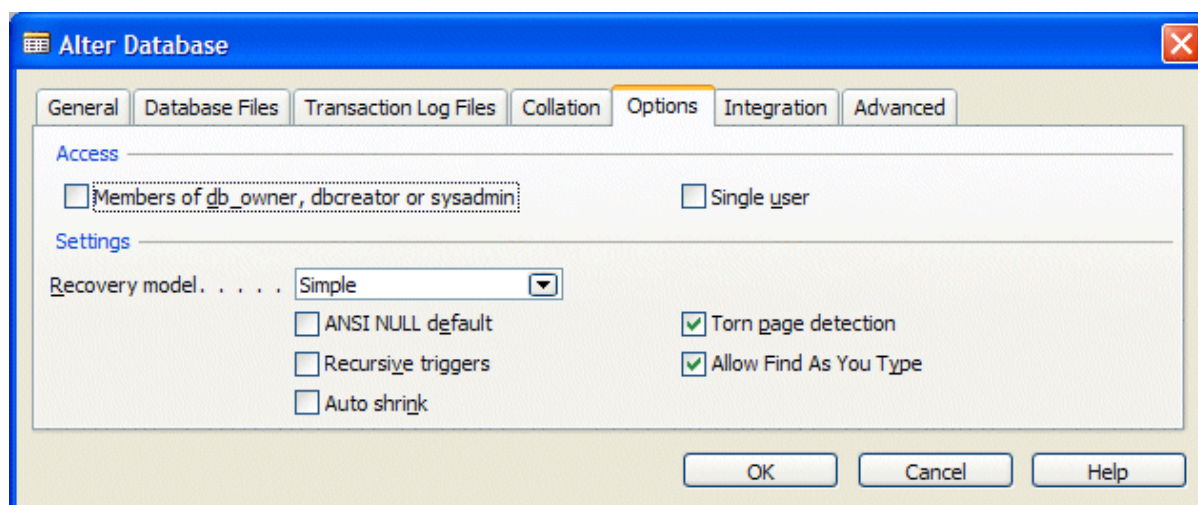 Alter Database
General Database Files Transaction Log Files Collation Options Integration Advanced
Access
Members of db_owner, dbcreator or sysadmin Single user
Settings
Recovery model. . . . . Simple
ANSI NULL default Torn page detection
Recursive triggers Allow Find As You Type
Auto shrink
OK Cancel Help